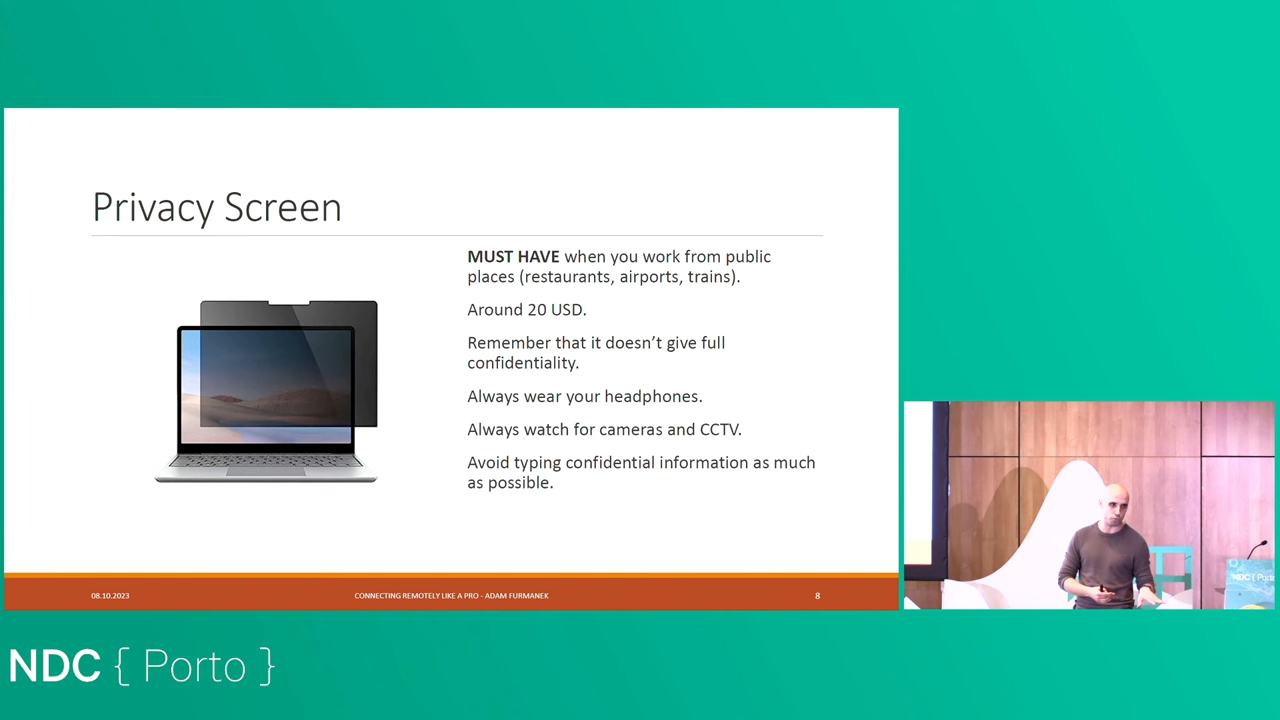 Privacy Screen
MUST HAVE when you work from public
places (restaurants, airports, trains).
Around 20 USD.
Remember that it doesn’t give full
confidentiality.
Always wear your headphones.
Always watch for cameras and CCTV.
Avoid typing confidential information as much
as possible.
08.10.2023
CONNECTING REMOTELY LIKE A PRO - ADAM FURMANEK
8
NDC { Porto
NDC { Porto }